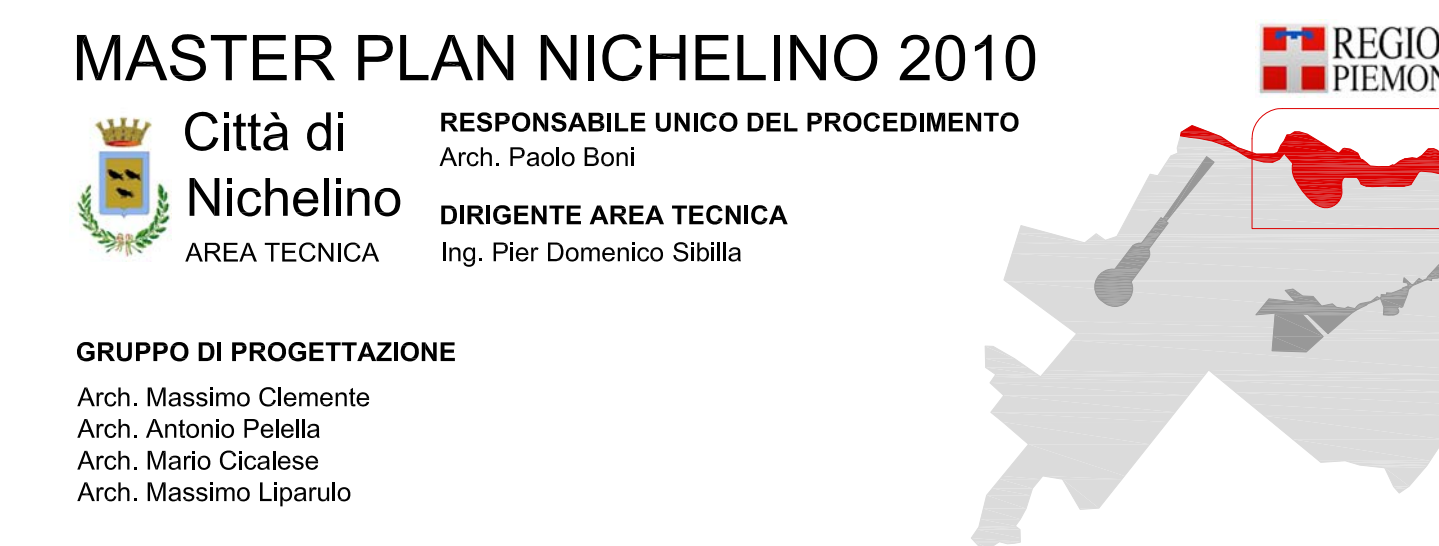 MASTER PLAN NICHELINO 2010
REGIO
PIEMON
Città di
Nichelino
AREA TECNICA
RESPONSABILE UNICO DEL PROCEDIMENTO
Arch. Paolo Boni
DIRIGENTE AREA TECNICA
Ing. Pier Domenico Sibilla
GRUPPO DI PROGETTAZIONE
Arch. Massimo Clemente
Arch. Antonio Pelella
Arch. Mario Cicalese
Arch. Massimo Liparulo